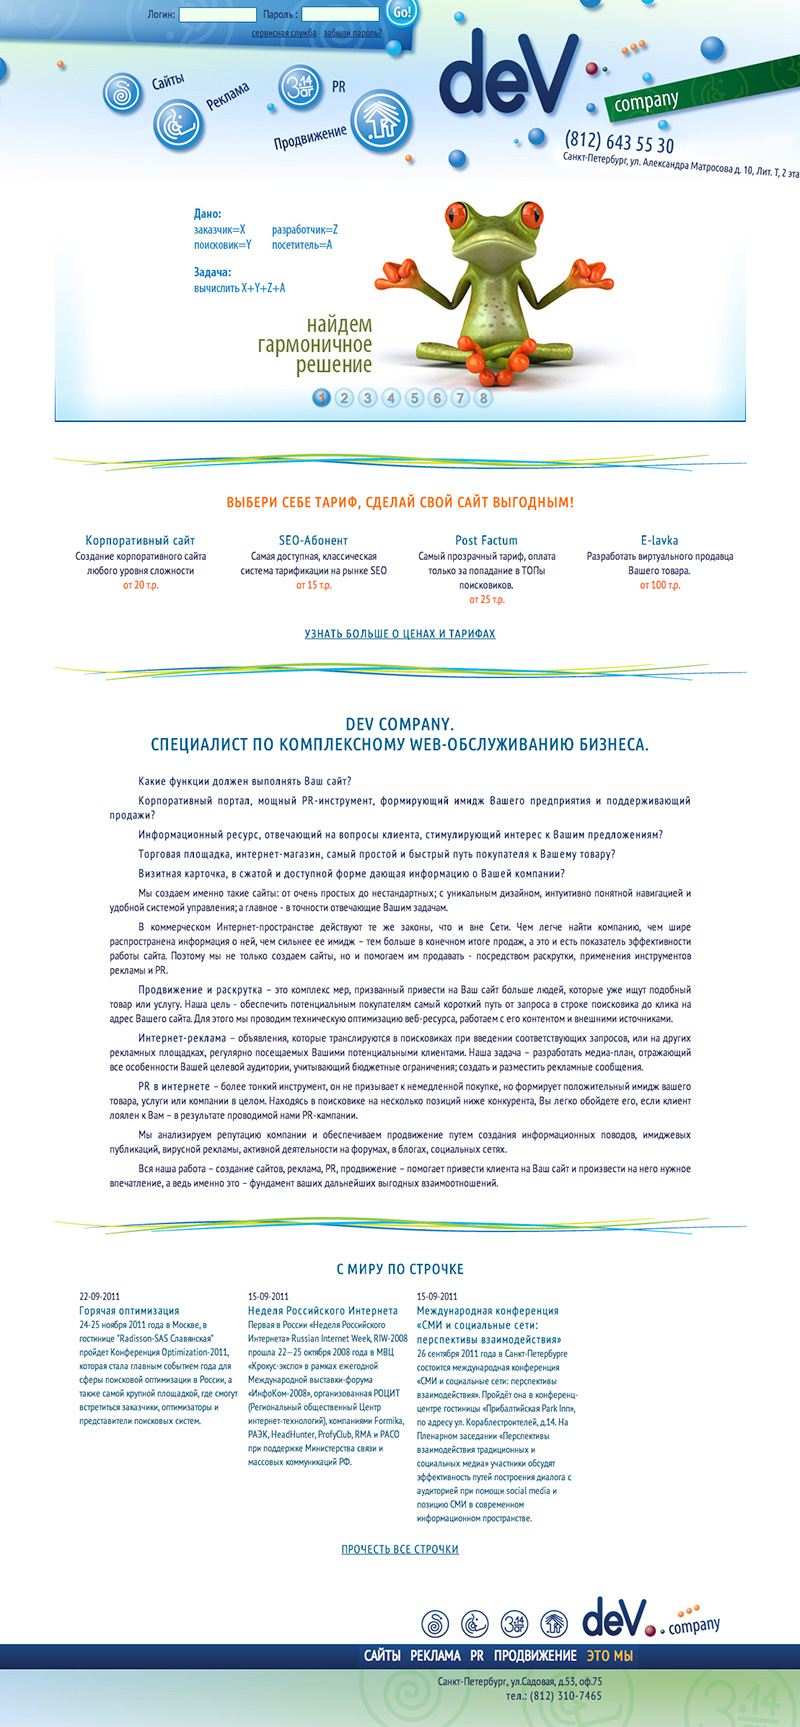 Логин:
Пароль :
Go!
сервисная служба забыли пароль?
Сайты
Реклама
3.14
PR
Продвижение
deV
company
(812) 643 55 30
Санкт-Петербург, ул. Александра Матросова д. 10, Лит. Т, 2 эта
Дано:
заказчик=X разработчик=Z
поисковик=Y посетитель=A
Задача:
вычислить X+Y+Z+A
найдем
гармоничное
решение
1 2 3 4 5 6 7 8
ВЫБЕРИ СЕБЕ ТАРИФ, СДЕЛАЙ СВОЙ САЙТ ВЫГОДНЫМ!
Корпоративный сайт
Создание корпоративного сайта
любого уровня сложности
от 20 т.р.
SEO-Абонент
Самая доступная, классическая
система тарификации на рынке SEO
от 15 т.р.
Post Factum
Самый прозрачный тариф, оплата
только за попадание в ТОПы
поисковиков.
от 25 т.р.
E-lavka
Разработать виртуального продавца
Вашего товара.
от 100 т.р.
УЗНАТЬ БОЛЬШЕ О ЦЕНАХ И ТАРИФАХ
DEV COMPANY.
СПЕЦИАЛИСТ ПО КОМПЛЕКСНОМУ WEB-ОБСЛУЖИВАНИЮ БИЗНЕСА.
Какие функции должен выполнять Ваш сайт?
Корпоративный портал, мощный PR-инструмент, формирующий имидж Вашего предприятия и поддерживающий
продажи?
Информационный ресурс, отвечающий на вопросы клиента, стимулирующий интерес к Вашим предложениям?
Торговая площадка, интернет-магазин, самый простой и быстрый путь покупателя к Вашему товару?
Визитная карточка, в сжатой и доступной форме дающая информацию о Вашей компании?
Мы создаем именно такие сайты: от очень простых до нестандартных; с уникальным дизайном, интуитивно понятной навигацией и
удобной системой управления; а главное - в точности отвечающие Вашим задачам.
В коммерческом Интернет-пространстве действуют те же законы, что и вне Сети. Чем легче найти компанию, чем шире
распространена информация о ней, чем сильнее ее имидж – тем больше в конечном итоге продаж, а это и есть показатель эффективности
работы сайта. Поэтому мы не только создаем сайты, но и помогаем им продавать - посредством раскрутки, применения инструментов
рекламы и PR.
Продвижение и раскрутка – это комплекс мер, призванный привести на Ваш сайт больше людей, которые уже ищут подобный
товар или услугу. Наша цель - обеспечить потенциальным покупателям самый короткий путь от запроса в строке поисковика до клика на
адрес Вашего сайта. Для этого мы проводим техническую оптимизацию веб-ресурса, работаем с его контентом и внешними источниками.
Интернет-реклама – объявления, которые транслируются в поисковиках при введении соответствующих запросов, или на других
рекламных площадках, регулярно посещаемых Вашими потенциальными клиентами. Наша задача – разработать медиа-план, отражающий
все особенности Вашей целевой аудитории, учитывающий бюджетные ограничения; создать и разместить рекламные сообщения.
PR в интернете – более тонкий инструмент, он не призывает к немедленной покупке, но формирует положительный имидж вашего
товара, услуги или компании в целом. Находясь в поисковике на несколько позиций ниже конкурента, Вы легко обойдете его, если клиент
лоялен к Вам – в результате проводимой нами PR-кампании.
Мы анализируем репутацию компании и обеспечиваем продвижение путем создания информационных поводов, имиджевых
публикаций, вирусной рекламы, активной деятельности на форумах, в блогах, социальных сетях.
Вся наша работа – создание сайтов, реклама, PR, продвижение – помогает привести клиента на Ваш сайт и произвести на него нужное
впечатление, а ведь именно это – фундамент ваших дальнейших выгодных взаимоотношений.
С МИРУ ПО СТРОЧКЕ
22-09-2011
Горячая оптимизация
24-25 ноября 2011 года в Москве, в
гостинице "Radisson-SAS Славянская"
пройдет Конференция Optimization-2011,
которая стала главным событием года для
сферы поисковой оптимизации в России, а
также самой крупной площадкой, где смогут
встретиться заказчики, оптимизаторы и
представители поисковых систем.
15-09-2011
Неделя Российского Интернета
Первая в России «Неделя Российского
Интернета» Russian Internet Week, RIW-2008
прошла 22—25 октября 2008 года в МВЦ
«Крокус-экспо» в рамках ежегодной
Международной выставки-форума
«ИнфоКом-2008», организованная РОЦИТ
(Региональный общественный Центр
интернет-технологий), компаниями Formika,
РАЭК, HeadHunter, ProfyClub, RMA и РАСО
при поддержке Министерства связи и
массовых коммуникаций РФ.
15-09-2011
Международная конференция
«СМИ и социальные сети:
перспективы взаимодействия»
26 сентября 2011 года в Санкт-Петербурге
состоится международная конференция
«СМИ и социальные сети: перспективы
взаимодействия». Пройдёт она в конференц-
центре гостиницы «Прибалтийская Park Inn»,
по адресу ул. Кораблестроителей, д.14. На
Пленарном заседании «Перспективы
взаимодействия традиционных и
социальных медиа» участники обсудят
эффективность путей построения диалога с
аудиторией при помощи social media и
позицию СМИ в современном
информационном пространстве.
ПРОЧЕСТЬ ВСЕ СТРОЧКИ
3.14
deV.
company
САЙТЫ РЕКЛАМА PR ПРОДВИЖЕНИЕ ЭТО МЫ
Санкт-Петербург, ул.Садовая, д.53, оф.75
тел.: (812) 310-7465
3.14